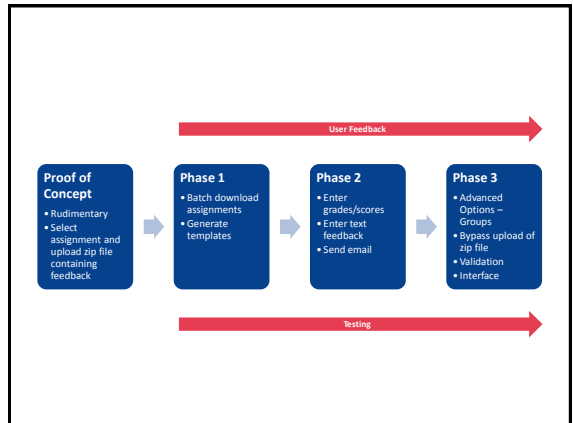 User Feedback
Proof of
Concept
• Rudimentary
• Select
assignment and
upload zip file
containing
feedback
Phase 1
• Batch download
assignments
• Generate
templates
Phase 2
• Enter
grades/scores
• Enter text
feedback
• Send email
Phase 3
• Advanced
Options –
Groups
• Bypass upload of
zip file
• Validation
• Interface
Testing